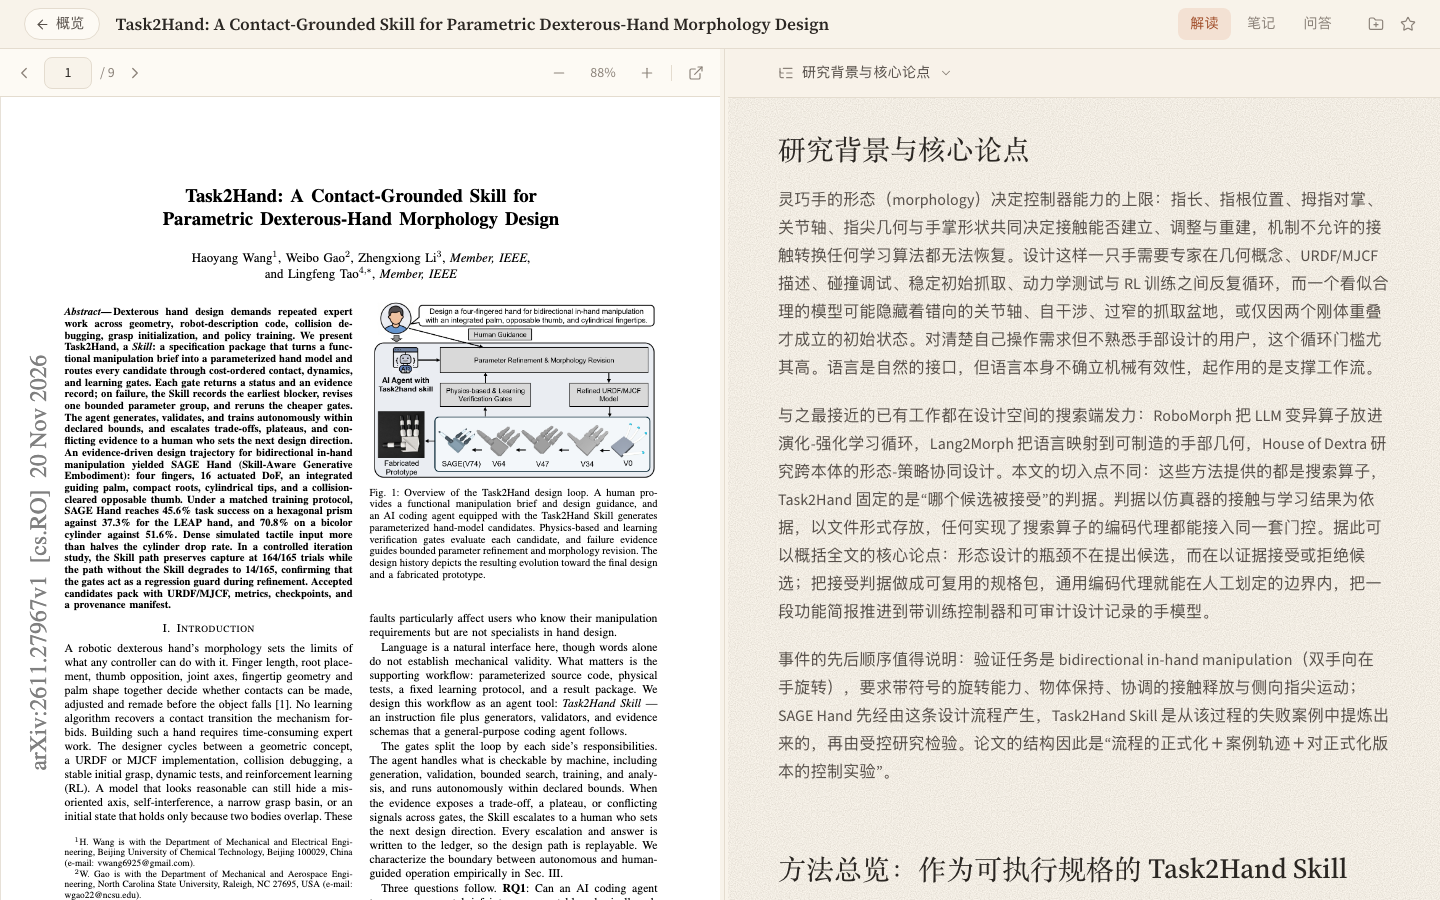 概览
Task2Hand: A Contact-Grounded Skill for Parametric Dexterous-Hand Morphology Design
解读
笔记
问答
1
/ 9
88%
研究背景与核心论点
arXiv:2611.27967v1 [cs.RO] 20 Nov 2026
Task2Hand: A Contact-Grounded Skill for
Parametric Dexterous-Hand Morphology Design
Haoyang Wang1, Weibo Gao2, Zhengxiong Li3, Member, IEEE,
and Lingfeng Tao4,*, Member, IEEE
Abstract—Dexterous hand design demands repeated expert
work across geometry, robot-description code, collision de-
bugging, grasp initialization, and policy training. We present
Task2Hand, a Skill: a specification package that turns a func-
tional manipulation brief into a parameterized hand model and
routes every candidate through cost-ordered contact, dynamics,
and learning gates. Each gate returns a status and an evidence
record; on failure, the Skill records the earliest blocker, revises
one bounded parameter group, and reruns the cheaper gates.
The agent generates, validates, and trains autonomously within
declared bounds, and escalates trade-offs, plateaus, and con-
flicting evidence to a human who sets the next design direction.
An evidence-driven design trajectory for bidirectional in-hand
manipulation yielded SAGE Hand (Skill-Aware Generative
Embodiment): four fingers, 16 actuated DoF, an integrated
guiding palm, compact roots, cylindrical tips, and a collision-
cleared opposable thumb. Under a matched training protocol,
SAGE Hand reaches 45.6% task success on a hexagonal prism
against 37.3% for the LEAP hand, and 70.8% on a bicolor
cylinder against 51.6%. Dense simulated tactile input more
than halves the cylinder drop rate. In a controlled iteration
study, the Skill path preserves capture at 164/165 trials while
the path without the Skill degrades to 14/165, confirming that
the gates act as a regression guard during refinement. Accepted
candidates pack with URDF/MJCF, metrics, checkpoints, and
a provenance manifest.
I. INTRODUCTION
A robotic dexterous hand's morphology sets the limits of
what any controller can do with it. Finger length, root place-
ment, thumb opposition, joint axes, fingertip geometry and
palm shape together decide whether contacts can be made,
adjusted and remade before the object falls [1]. No learning
algorithm recovers a contact transition the mechanism for-
bids. Building such a hand requires time-consuming expert
work. The designer cycles between a geometric concept,
a URDF or MJCF implementation, collision debugging, a
stable initial grasp, dynamic tests, and reinforcement learning
(RL). A model that looks reasonable can still hide a mis-
oriented axis, self-interference, a narrow grasp basin, or an
initial state that holds only because two bodies overlap. These
1H. Wang is with the Department of Mechanical and Electrical Engi-
neering, Beijing University of Chemical Technology, Beijing 100029, China
(e-mail: vwang6925@gmail.com).
2W. Gao is with the Department of Mechanical and Aerospace Engi-
neering, North Carolina State University, Raleigh, NC 27695, USA (e-mail:
wgao22@ncsu.edu).
Design a four-fingered hand for bidirectional in-hand manipulation
with an integrated palm, opposable thumb, and cylindrical fingertips.
Human Guidance
Parameter Refinement & Morphology Revision
AI Agent with
Task2hand skill
Physics-based & Learning
Verification Gates
Refined URDF/MJCF
Model
Fabricated
Prototype
SAGE(V74)
V64
V47
V34
V0
Fig. 1: Overview of the Task2Hand design loop. A human pro-
vides a functional manipulation brief and design guidance, and
an AI coding agent equipped with the Task2Hand Skill generates
parameterized hand-model candidates. Physics-based and learning
verification gates evaluate each candidate, and failure evidence
guides bounded parameter refinement and morphology revision. The
design history depicts the resulting evolution toward the final design
and a fabricated prototype.
faults particularly affect users who know their manipulation
requirements but are not specialists in hand design.
Language is a natural interface here, though words alone
do not establish mechanical validity. What matters is the
supporting workflow: parameterized source code, physical
tests, a fixed learning protocol, and a result package. We
design this workflow as an agent tool: Task2Hand Skill —
an instruction file plus generators, validators, and evidence
schemas that a general-purpose coding agent follows.
The gates split the loop by each side's responsibilities.
The agent handles what is checkable by machine, including
generation, validation, bounded search, training, and analy-
sis, and runs autonomously within declared bounds. When
the evidence exposes a trade-off, a plateau, or conflicting
signals across gates, the Skill escalates to a human who sets
the next design direction. Every escalation and answer is
written to the ledger, so the design path is replayable. We
characterize the boundary between autonomous and human-
guided operation empirically in Sec. III.
Three questions follow. RQ1: Can an AI coding agent
研究背景与核心论点
灵巧手的形态（morphology）决定控制器能力的上限：指长、指根位置、拇指对掌、
关节轴、指尖几何与手掌形状共同决定接触能否建立、调整与重建，机制不允许的接
触转换任何学习算法都无法恢复。设计这样一只手需要专家在几何概念、URDF/MJCF
描述、碰撞调试、稳定初始抓取、动力学测试与 RL 训练之间反复循环，而一个看似合
理的模型可能隐藏着错向的关节轴、自干涉、过窄的抓取盆地，或仅因两个刚体重叠
才成立的初始状态。对清楚自己操作需求但不熟悉手部设计的用户，这个循环门槛尤
其高。语言是自然的接口，但语言本身不确立机械有效性，起作用的是支撑工作流。
与之最接近的已有工作都在设计空间的搜索端发力：RoboMorph 把 LLM 变异算子放进
演化-强化学习循环，Lang2Morph 把语言映射到可制造的手部几何，House of Dextra 研
究跨本体的形态-策略协同设计。本文的切入点不同：这些方法提供的都是搜索算子，
Task2Hand 固定的是“哪个候选被接受”的判据。判据以仿真器的接触与学习结果为依
据，以文件形式存放，任何实现了搜索算子的编码代理都能接入同一套门控。据此可
以概括全文的核心论点：形态设计的瓶颈不在提出候选，而在以证据接受或拒绝候
选；把接受判据做成可复用的规格包，通用编码代理就能在人工划定的边界内，把一
段功能简报推进到带训练控制器和可审计设计记录的手模型。
事件的先后顺序值得说明：验证任务是 bidirectional in-hand manipulation（双手向在
手旋转），要求带符号的旋转能力、物体保持、协调的接触释放与侧向指尖运动；
SAGE Hand 先经由这条设计流程产生，Task2Hand Skill 是从该过程的失败案例中提炼出
来的，再由受控研究检验。论文的结构因此是“流程的正式化＋案例轨迹＋对正式化版
本的控制实验”。
方法总览：作为可执行规格的 Task2Hand Skill